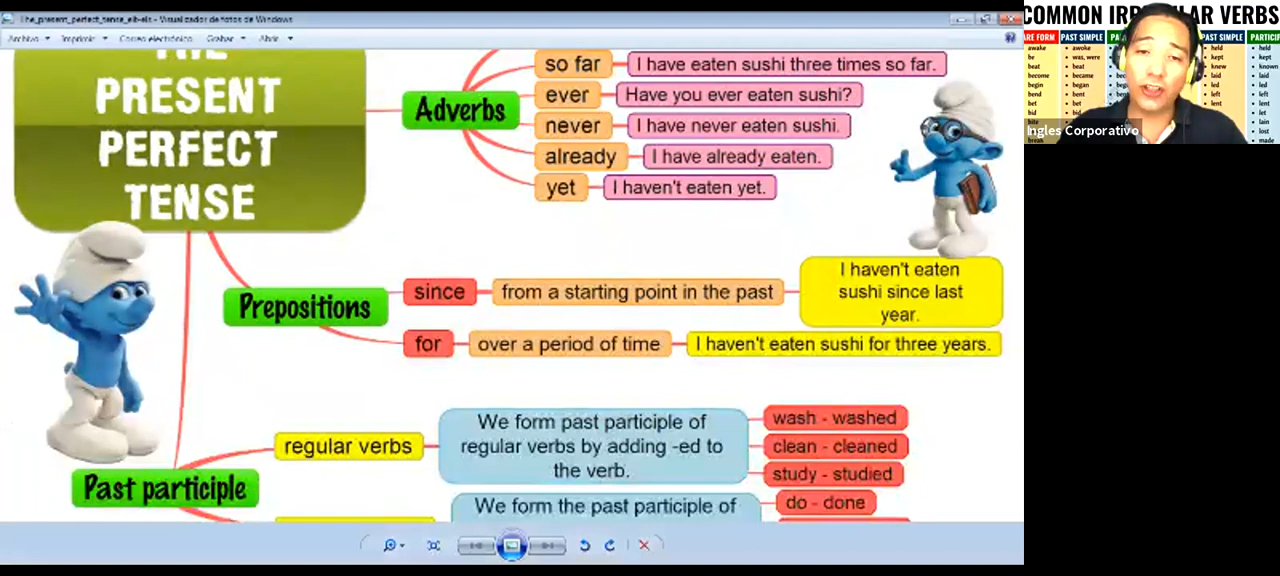 The_present_perfect_tense_eib-els - Visualizador de fotos de Windows
Archivo Imprimir Correo electrónico Grabar Abrir
PRESENT
PERFECT
TENSE
Adverbs
so far I have eaten sushi three times so far.
ever Have you ever eaten sushi?
never I have never eaten sushi.
already I have already eaten.
yet I haven't eaten yet.
Prepositions
since from a starting point in the past
I haven't eaten
sushi since last
year.
for over a period of time I haven't eaten sushi for three years.
Past participle
regular verbs
We form past participle of
regular verbs by adding -ed to
the verb.
wash - washed
clean - cleaned
study - studied
We form the past participle of
do - done
COMMON
AR VERBS
PAST SIMPLE
PAST SIMPLE
awake
be
beat
become
begin
bend
bet
bid
break
awoke
was, were
beat
became
began
bent
bet
held
kept
knew
laid
led
left
lent
held
kept
known
laid
led
left
let
lain
lost
made
Ingles Corporativo